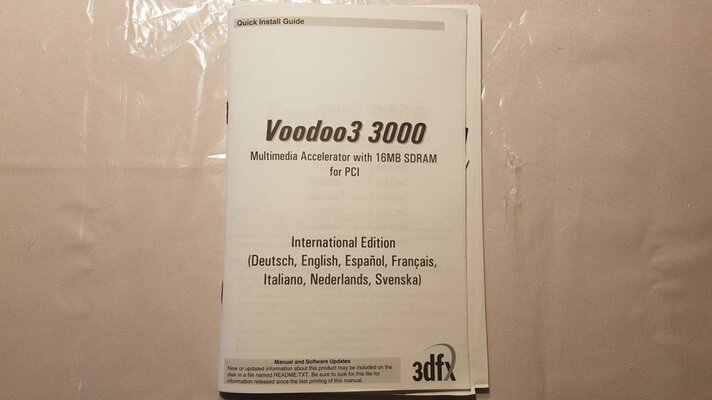 Quick Install Guide
Voodoo3 3000
Multimedia Accelerator with 16MB SDRAM
for PCI
International Edition
(Deutsch, English, Español, Français,
Italiano, Nederlands, Svenska)
Manual and Software Updates
New or updated information about this product may be included on the
disk in a file named README.TXT. Be sure to look for this file for
information released since the last printing of this manual.
3dfx